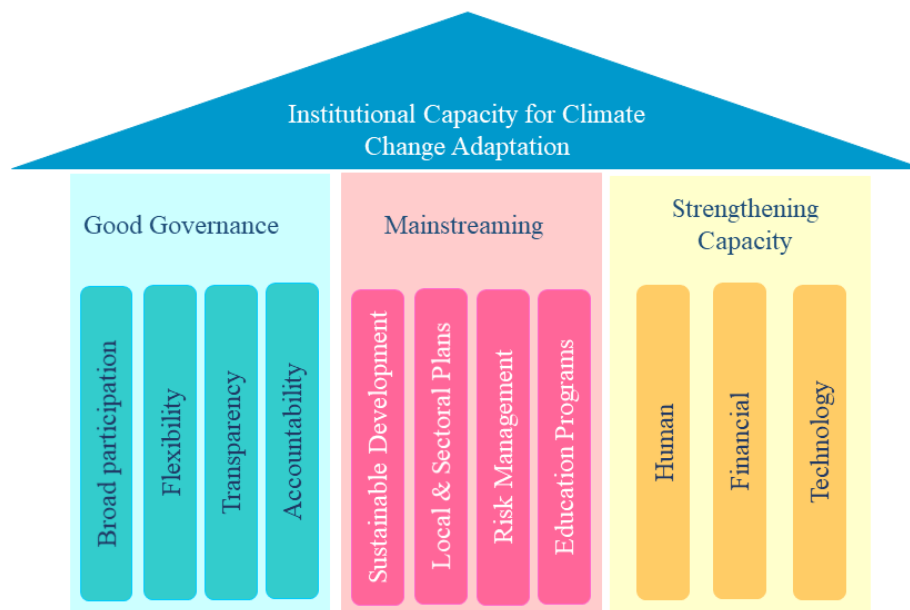 Institutional Capacity for Climate
Change Adaptation
Good Governance
Broad participation
Flexibility
Transparency
Accountability
Mainstreaming
Sustainable Development
Local & Sectoral Plans
Risk Management
Education Programs
Strengthening
Capacity
Human
Financial
Technology